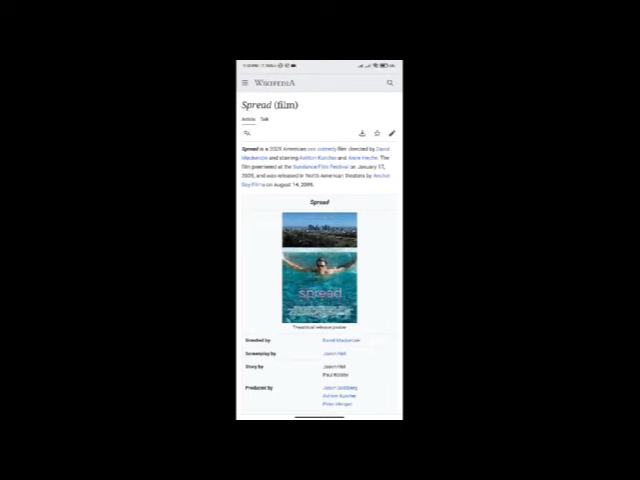 WIKIPEDIA
Spread (film)
Article Talk
Spread is a 2009 American sex comedy film directed by David
Mackenzie and starring Ashton Kutcher and Anne Heche. The
film premiered at the Sundance Film Festival on January 17,
2009, and was released in North American theaters by Anchor
Bay Films on August 14, 2009.
Spread
spread
Theatrical release poster
Directed by David Mackenzie
Screenplay by Jason Hall
Story by Jason Hall
Paul Kolsby
Produced by Jason Goldberg
Ashton Kutcher
Peter Morgan